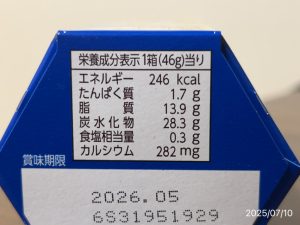 栄養成分表示 1箱(46g)当り
エネルギー 246 kcal
たんぱく質 1.7 g
脂質 13.9 g
炭水化物 28.3 g
食塩相当量 0.3 g
カルシウム 282 mg
賞味期限
2026.05
6S31951929
2025/07/10